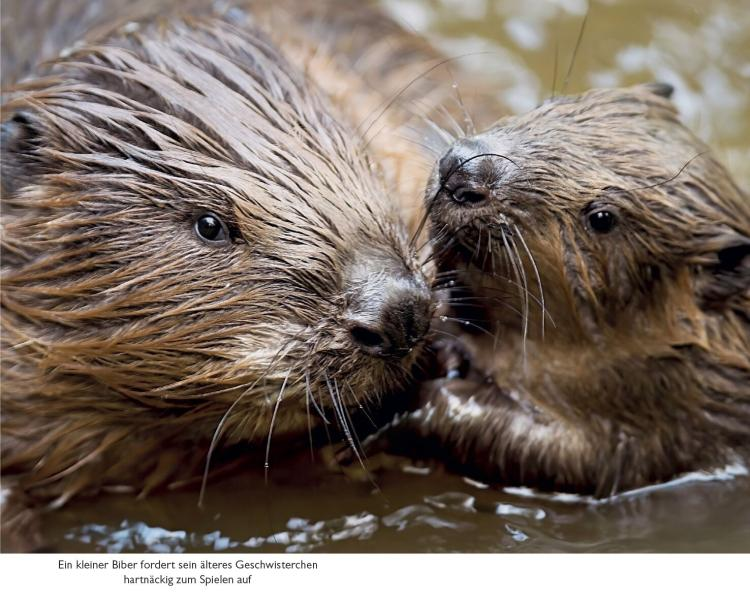 Ein kleiner Biber fordert sein älteres Geschwisterchen
hartnäckig zum Spielen auf